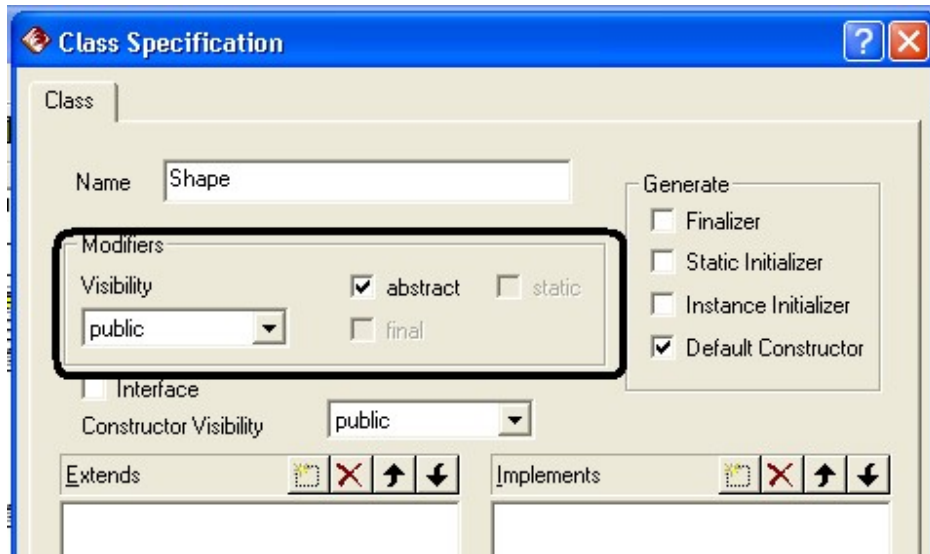 Class Specification
Class
Name Shape
Generate
Finalizer
Modifiers
Static Initializer
Visibility
abstract static
Instance Initializer
public
final
Default Constructor
Interface
Constructor Visibility public
Extends
Implements